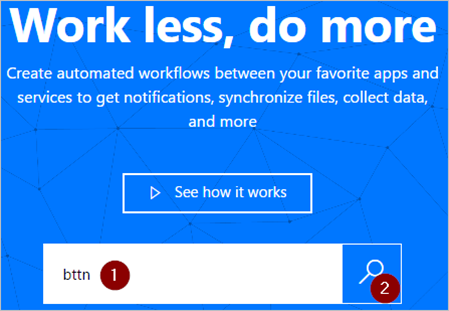 Work less, do more
Create automated workflows between your favorite apps and
services to get notifications, synchronize files, collect data,
and more
See how it works
bttn 1
2